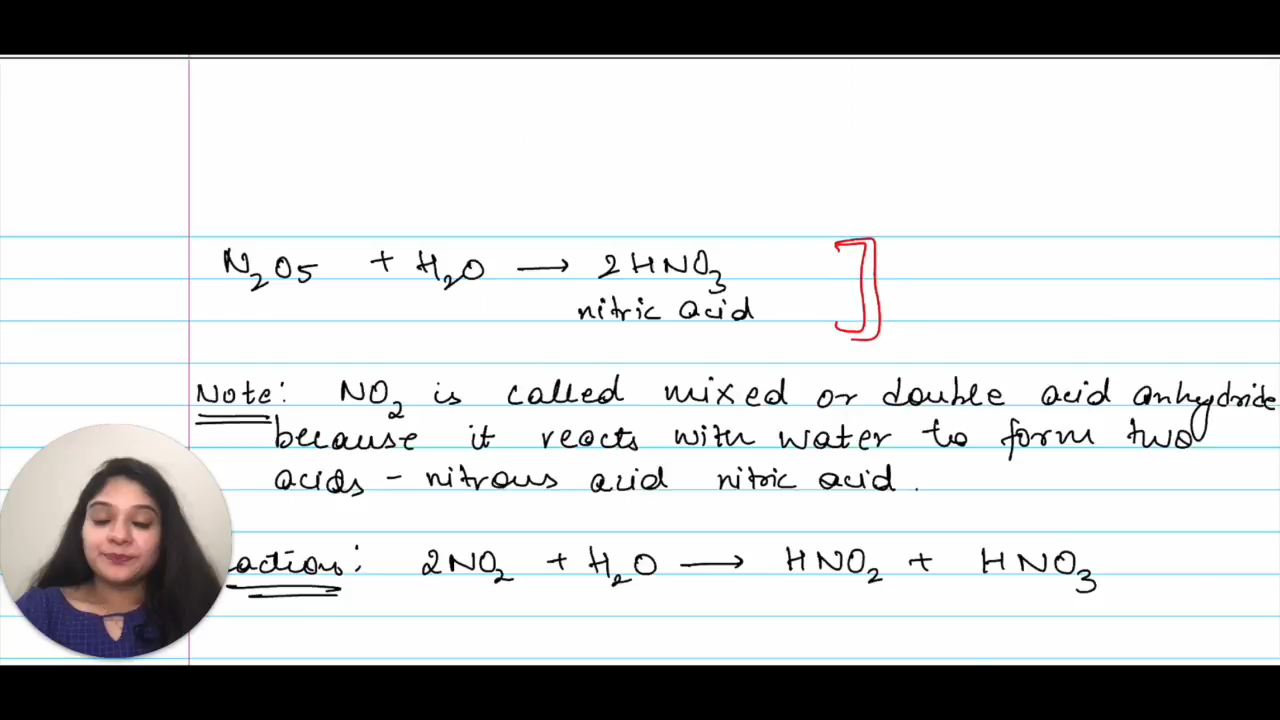 N₂O₅ + H₂O ⟶ 2HNO₃
nitric acid
Note: NO₂ is called mixed or double acid anhydride
because it reacts with water to form two
acids - nitrous acid nitric acid.
action: 2NO₂ + H₂O ⟶ HNO₂ + HNO₃